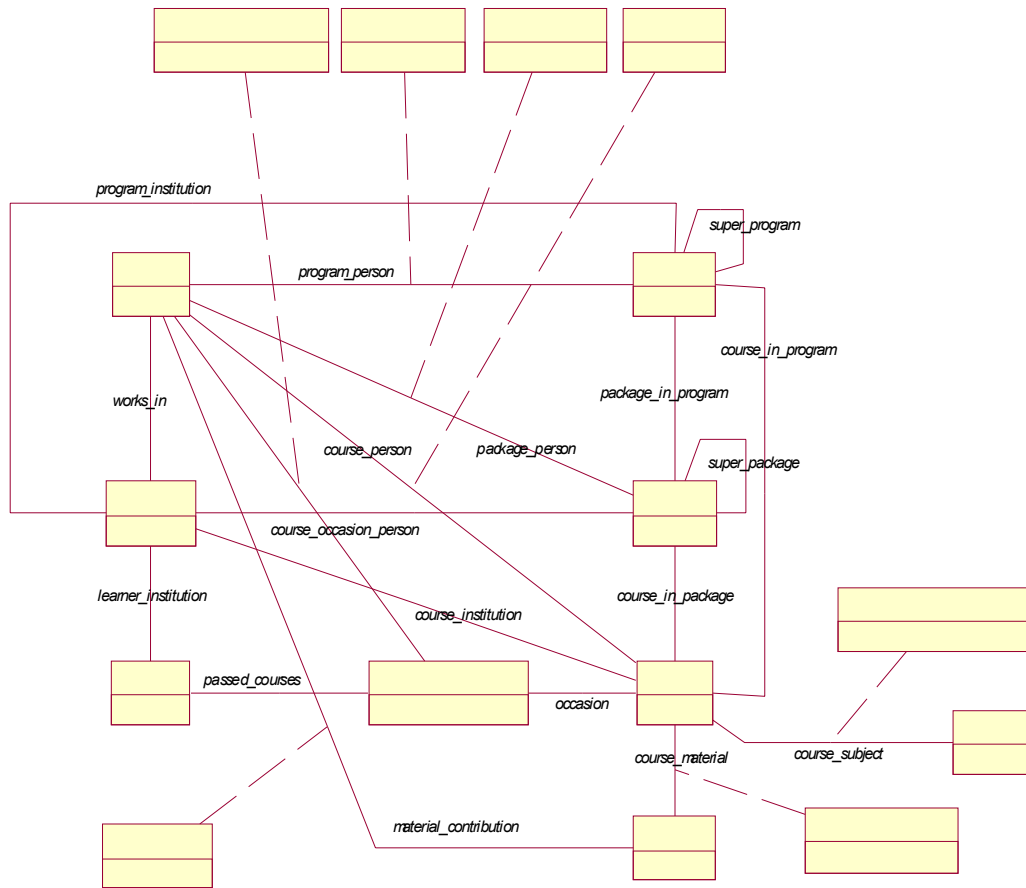 program_institution
super_program
program_person
course_in_program
works_in
package_in_program
course_person
package_person
super_package
course_occasion_person
learner_institution
course_in_package
course_institution
passed_courses
occasion
course_material
course_subject
material_contribution